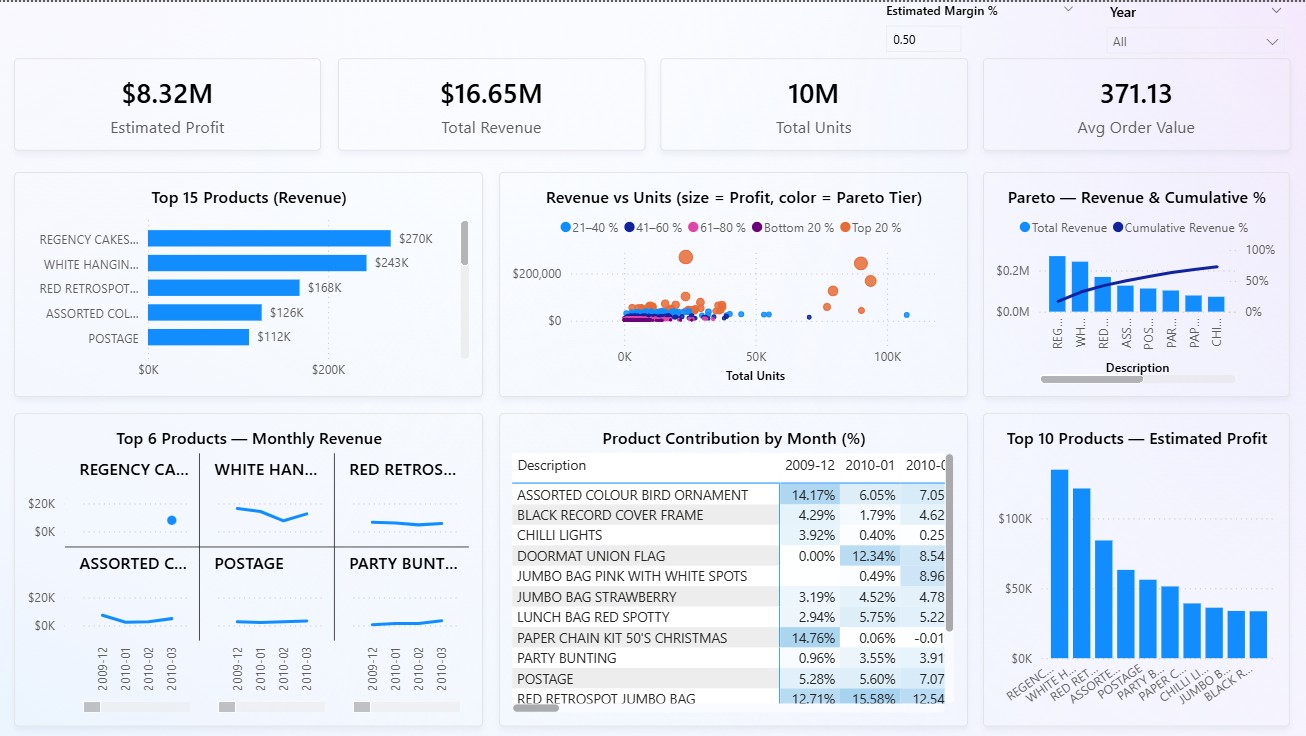 Estimated Margin %
Year
0.50
All
$8.32M
Estimated Profit
$16.65M
Total Revenue
10M
Total Units
371.13
Avg Order Value
Top 15 Products (Revenue)
REGENCY CAKES... $270K
WHITE HANGIN... $243K
RED RETROSPOT... $168K
ASSORTED COL... $126K
POSTAGE $112K
$0K $200K
Revenue vs Units (size = Profit, color = Pareto Tier)
21–40 % 41–60 % 61–80 % Bottom 20 % Top 20 %
$200,000
$0
0K 50K 100K
Total Units
Pareto — Revenue & Cumulative %
Total Revenue Cumulative Revenue %
100%
$0.2M 50%
$0.0M 0%
REG... WH... RED... ASS... POS... PAR... PAP... CHI...
Description
Top 6 Products — Monthly Revenue
REGENCY CA... WHITE HAN... RED RETROS...
$20K
$0K
ASSORTED C... POSTAGE PARTY BUNT...
$20K
$0K
2009-12 2010-01 2010-02 2010-03 2009-12 2010-01 2010-02 2010-03 2009-12 2010-01 2010-02 2010-03
Product Contribution by Month (%)
Description 2009-12 2010-01 2010-0
ASSORTED COLOUR BIRD ORNAMENT 14.17% 6.05% 7.05
BLACK RECORD COVER FRAME 4.29% 1.79% 4.62
CHILLI LIGHTS 3.92% 0.40% 0.25
DOORMAT UNION FLAG 0.00% 12.34% 8.54
JUMBO BAG PINK WITH WHITE SPOTS 0.49% 8.96
JUMBO BAG STRAWBERRY 3.19% 4.52% 4.78
LUNCH BAG RED SPOTTY 2.94% 5.75% 5.22
PAPER CHAIN KIT 50'S CHRISTMAS 14.76% 0.06% -0.01
PARTY BUNTING 0.96% 3.55% 3.91
POSTAGE 5.28% 5.60% 7.07
RED RETROSPOT JUMBO BAG 12.71% 15.58% 12.54
Top 10 Products — Estimated Profit
$100K
$50K
$0K
REGENC... WHITE H... RED RET... ASSORTE... POSTAGE PARTY B... PAPER C... CHILLI LI... JUMBO B... BLACK R...